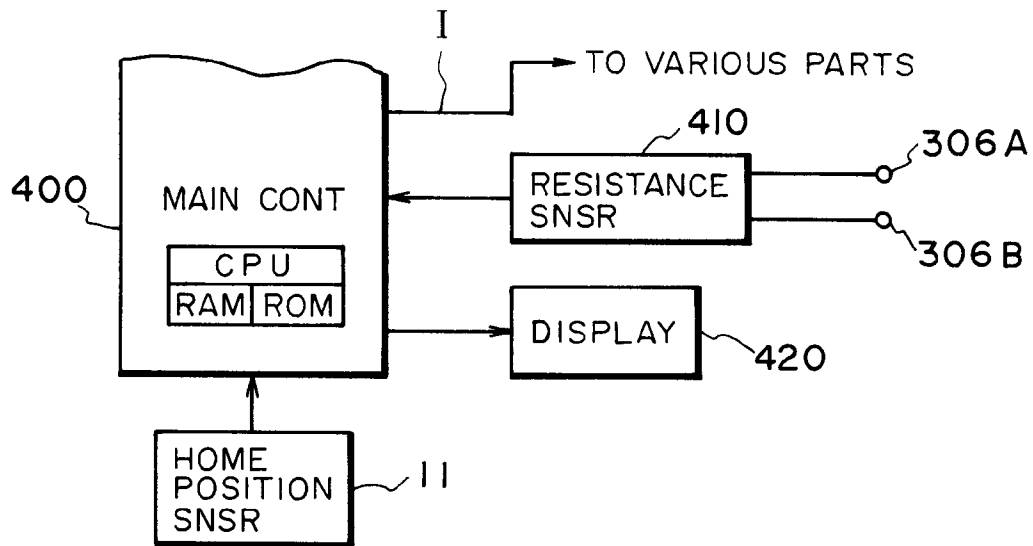 I
TO VARIOUS PARTS
410
306A
400
MAIN CONT
RESISTANCE
SNSR
306B
CPU
RAM ROM
DISPLAY
420
HOME
POSITION
SNSR
11